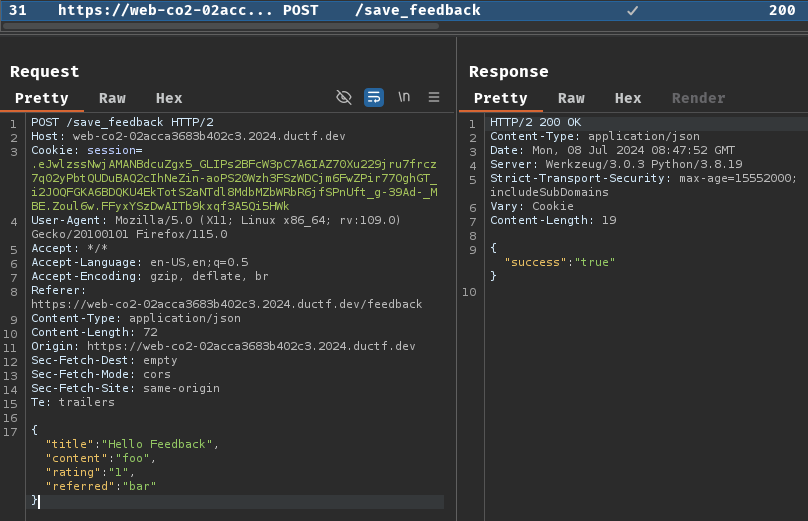 31 https://web-co2-02acc... POST /save_feedback ✓ 200
Request
Pretty Raw Hex \n
1 POST /save_feedback HTTP/2
2 Host: web-co2-02acca3683b402c3.2024.ductf.dev
3 Cookie: session=
.eJwlzssNwjAMANBdcuZgx5_GLIPs2BFcW3pC7A6IAZ70Xu229jru7frcz
7q02yPbtQUDuBAQ2cIhNeZin-aoPS20Wzh3FSzWDCjm6FwZPir77OghGT_
i2JOQFGKA6BDQKU4EkTotS2aNTdl8MdbMZbWRbR6jfSPnUft_g-39Ad-_M
BE.Zoul6w.FFyxYSzDwAITb9kxqf3A5Qi5HWk
4 User-Agent: Mozilla/5.0 (X11; Linux x86_64; rv:109.0)
Gecko/20100101 Firefox/115.0
5 Accept: */*
6 Accept-Language: en-US,en;q=0.5
7 Accept-Encoding: gzip, deflate, br
8 Referer:
https://web-co2-02acca3683b402c3.2024.ductf.dev/feedback
9 Content-Type: application/json
10 Content-Length: 72
11 Origin: https://web-co2-02acca3683b402c3.2024.ductf.dev
12 Sec-Fetch-Dest: empty
13 Sec-Fetch-Mode: cors
14 Sec-Fetch-Site: same-origin
15 Te: trailers
16
17 {
"title":"Hello Feedback",
"content":"foo",
"rating":"1",
"referred":"bar"
}
Response
Pretty Raw Hex Render
1 HTTP/2 200 OK
2 Content-Type: application/json
3 Date: Mon, 08 Jul 2024 08:47:52 GMT
4 Server: Werkzeug/3.0.3 Python/3.8.19
5 Strict-Transport-Security: max-age=15552000;
includeSubDomains
6 Vary: Cookie
7 Content-Length: 19
8
9 {
"success":"true"
}
10